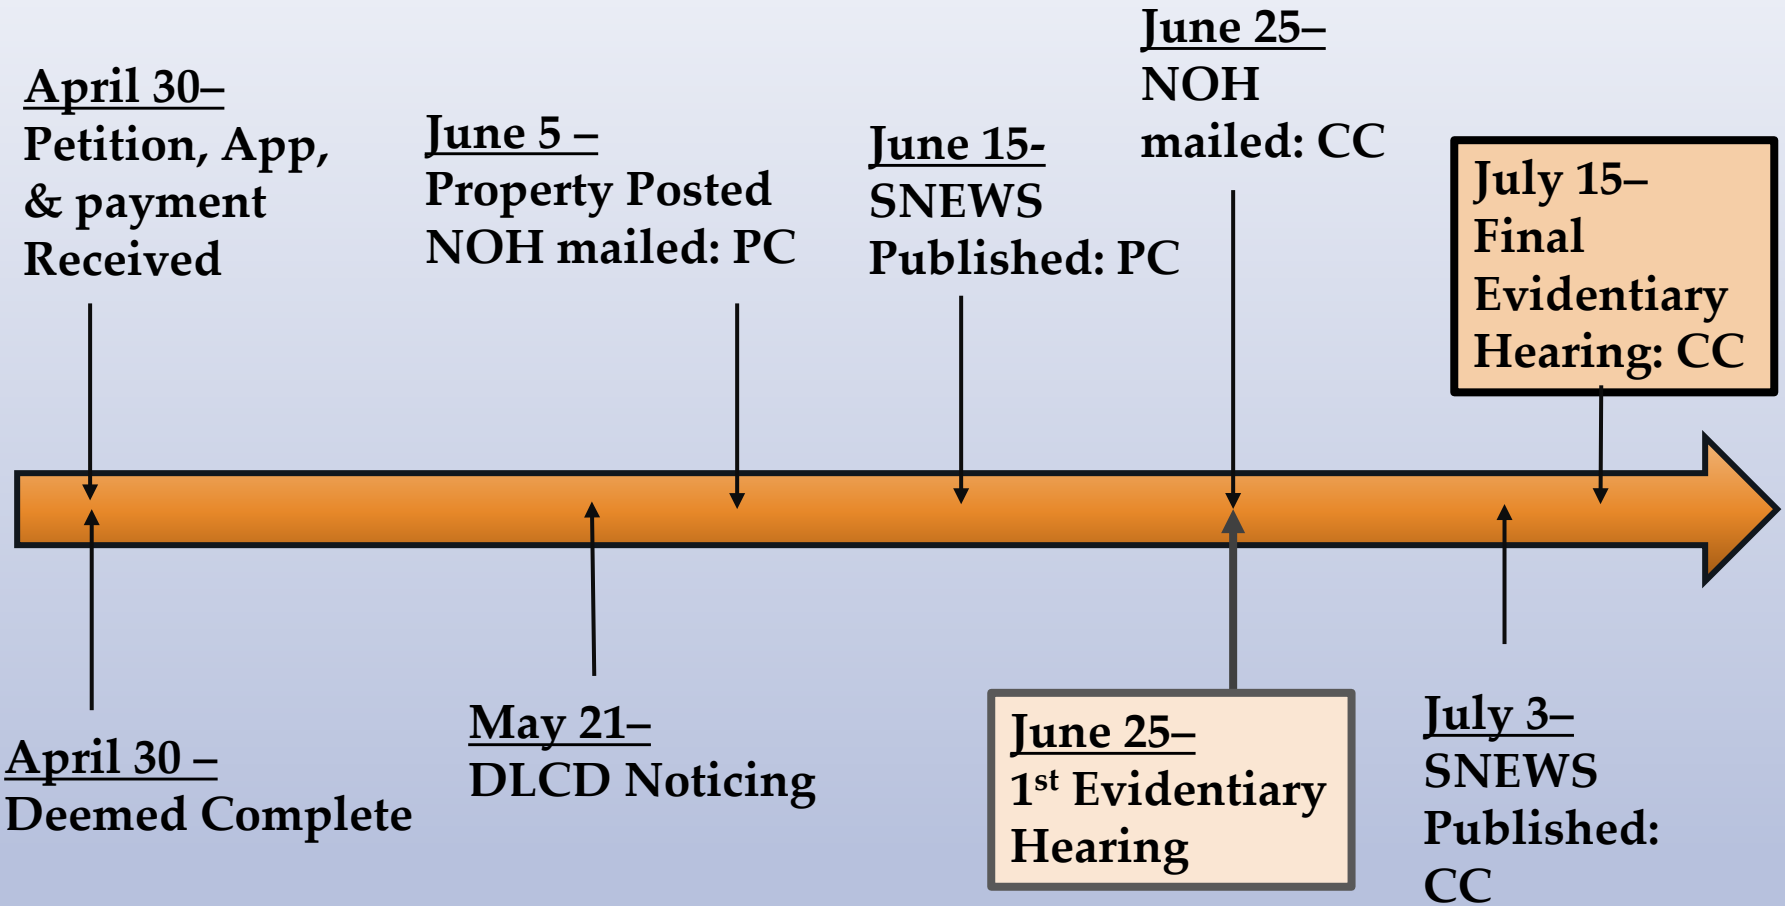 April 30–
Petition, App,
& payment
Received
June 5 –
Property Posted
NOH mailed: PC
June 15-
SNEWS
Published: PC
June 25–
NOH
mailed: CC
July 15–
Final
Evidentiary
Hearing: CC
April 30 –
Deemed Complete
May 21–
DLCD Noticing
June 25–
1st Evidentiary
Hearing
July 3–
SNEWS
Published:
CC